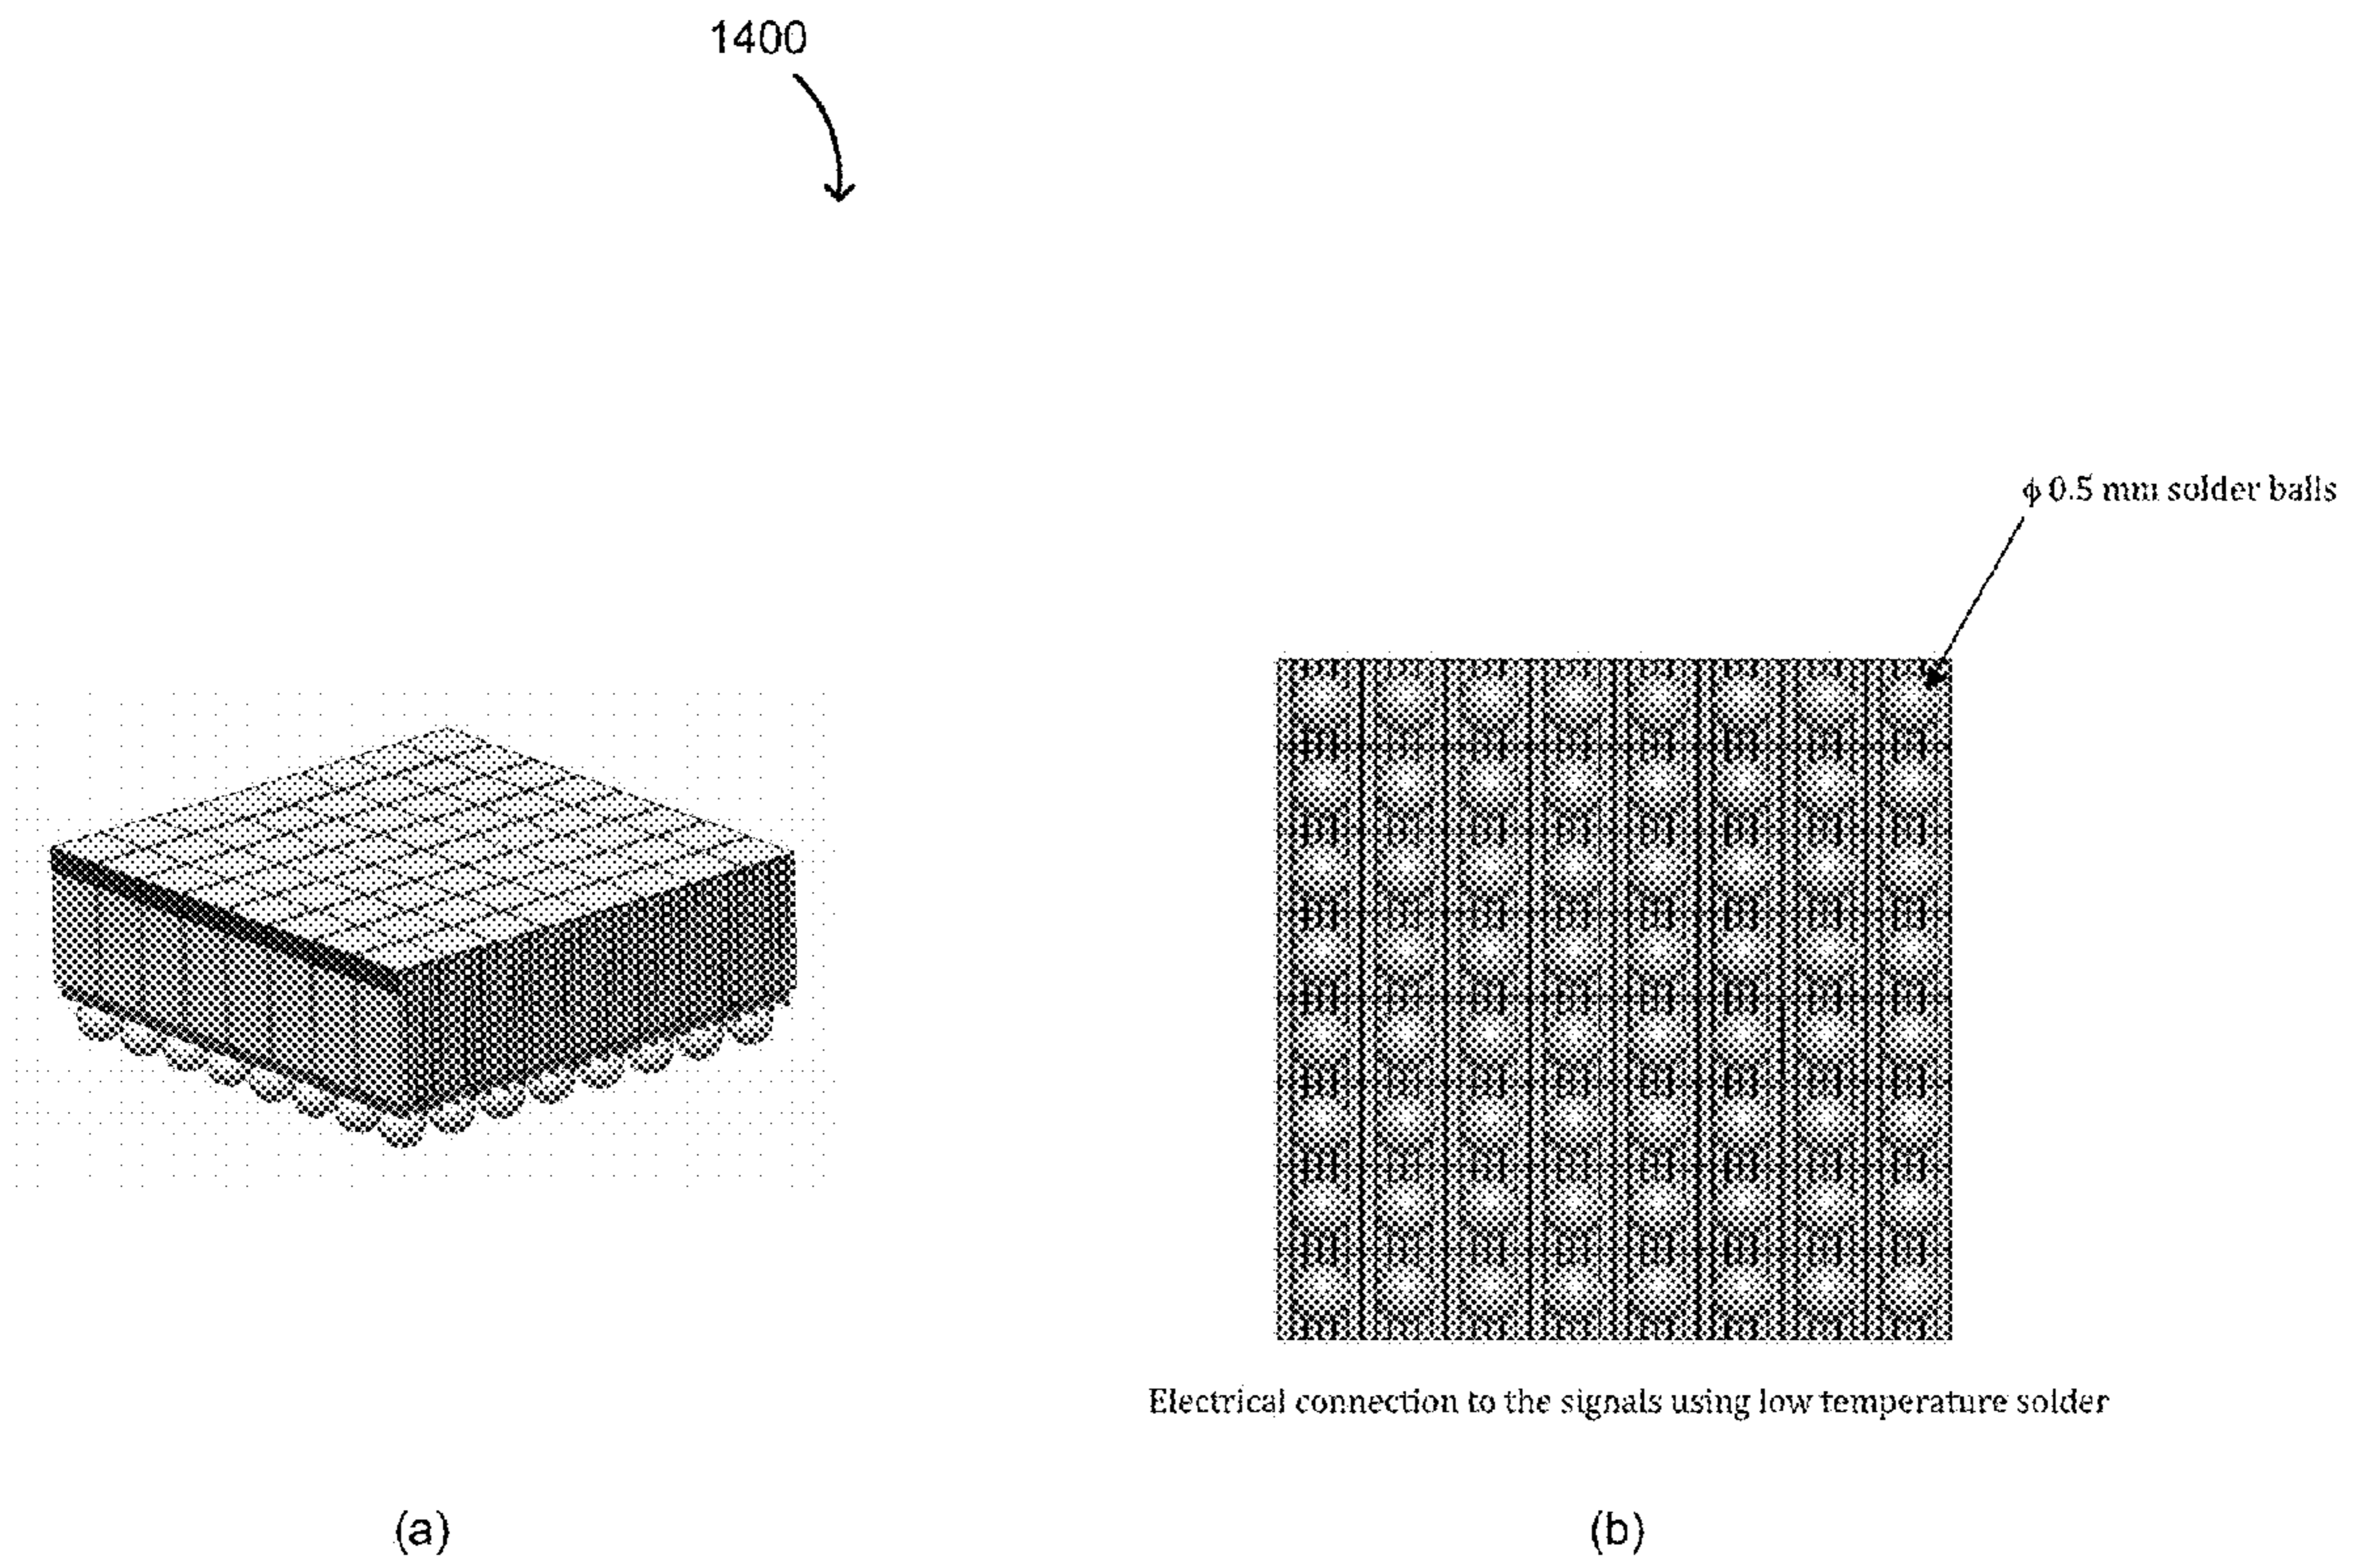 1400
ϕ 0.5 mm solder balls
Electrical connection to the signals using low temperature solder
(a)
(b)